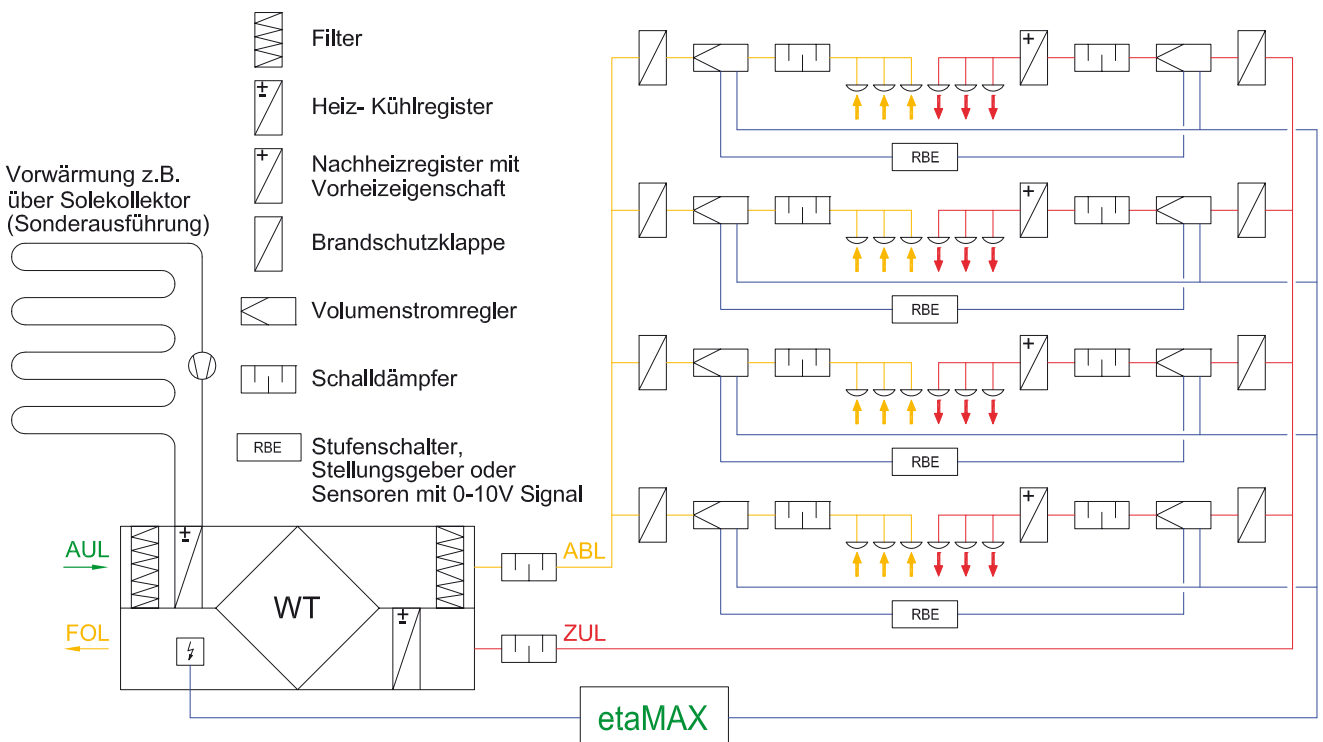 Filter
±
Heiz- Kühlregister
+
Nachheizregister mit
Vorheizeigenschaft
Brandschutzklappe
Volumenstromregler
Schalldämpfer
RBE
Stufenschalter,
Stellungsgeber oder
Sensoren mit 0-10V Signal
Vorwärmung z.B.
über Solekollektor
(Sonderausführung)
AUL
FOL
±
WT
±
ABL
ZUL
etaMAX
+
RBE
+
RBE
+
RBE
+
RBE